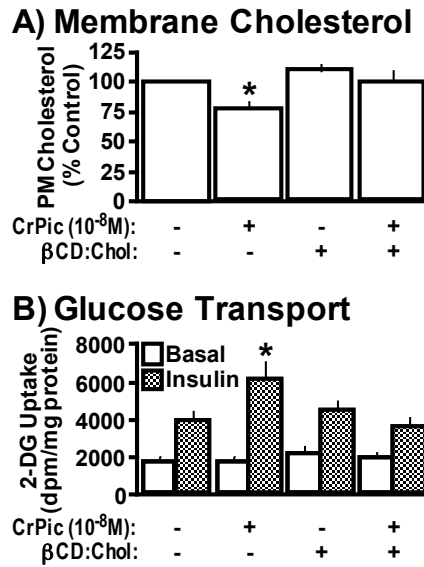 A) Membrane Cholesterol
PM Cholesterol
(% Control)
125
100
75
50
25
0
*
CrPic (10⁻⁸M): - + - +
βCD:Chol: - - + +
B) Glucose Transport
2-DG Uptake
(dpm/mg protein)
8000
6000
4000
2000
0
Basal
Insulin
*
CrPic (10⁻⁸M): - + - +
βCD:Chol: - - + +